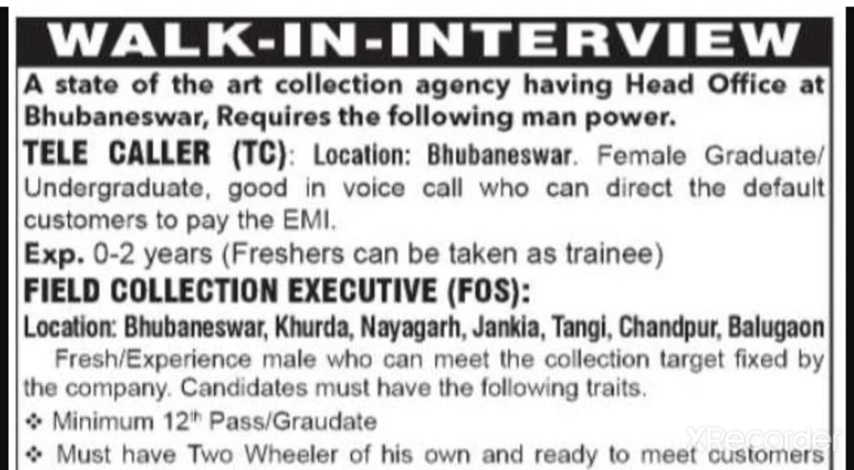 WALK-IN-INTERVIEW
A state of the art collection agency having Head Office at
Bhubaneswar, Requires the following man power.
TELE CALLER (TC): Location: Bhubaneswar. Female Graduate/
Undergraduate, good in voice call who can direct the default
customers to pay the EMI.
Exp. 0-2 years (Freshers can be taken as trainee)
FIELD COLLECTION EXECUTIVE (FOS):
Location: Bhubaneswar, Khurda, Nayagarh, Jankia, Tangi, Chandpur, Balugaon
Fresh/Experience male who can meet the collection target fixed by
the company. Candidates must have the following traits.
❖ Minimum 12th Pass/Graudate
❖ Must have Two Wheeler of his own and ready to meet customers
XRecorder